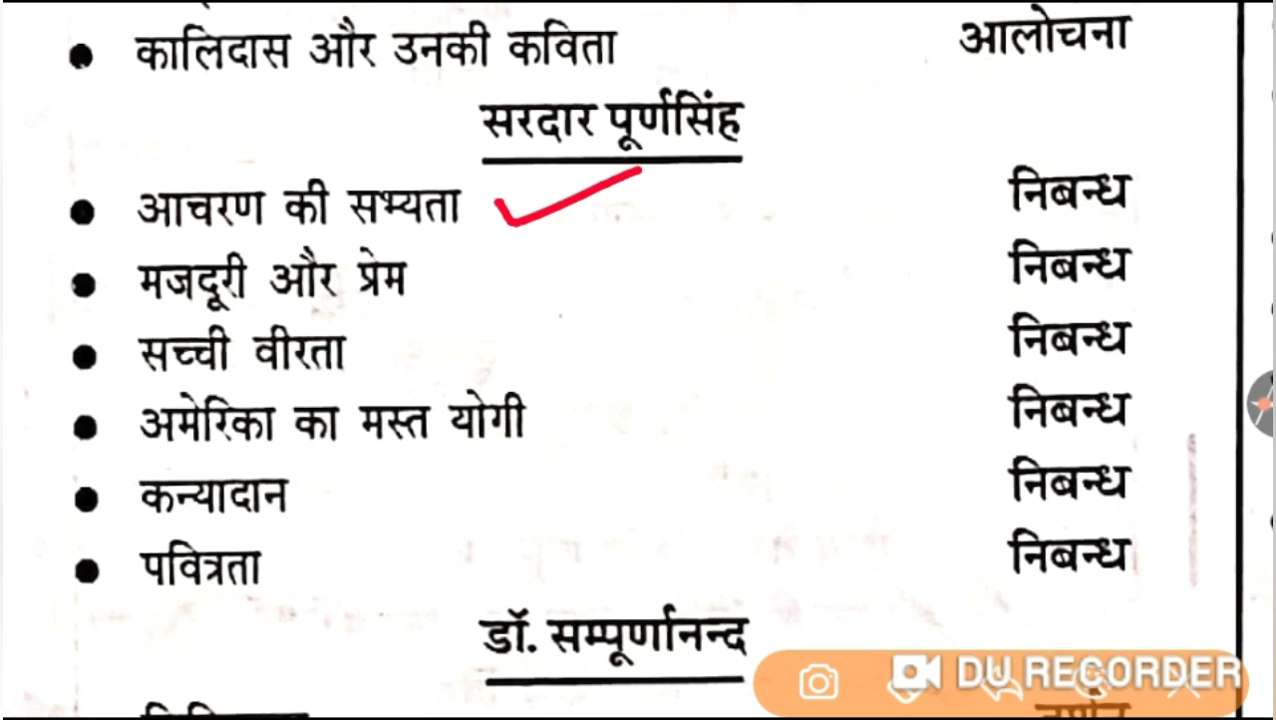 • कालिदास और उनकी कविता आलोचना
सरदार पूर्णसिंह
• आचरण की सभ्यता निबन्ध
• मजदूरी और प्रेम निबन्ध
• सच्ची वीरता निबन्ध
• अमेरिका का मस्त योगी निबन्ध
• कन्यादान निबन्ध
• पवित्रता निबन्ध
डॉ. सम्पूर्णानन्द
DU RECORDER